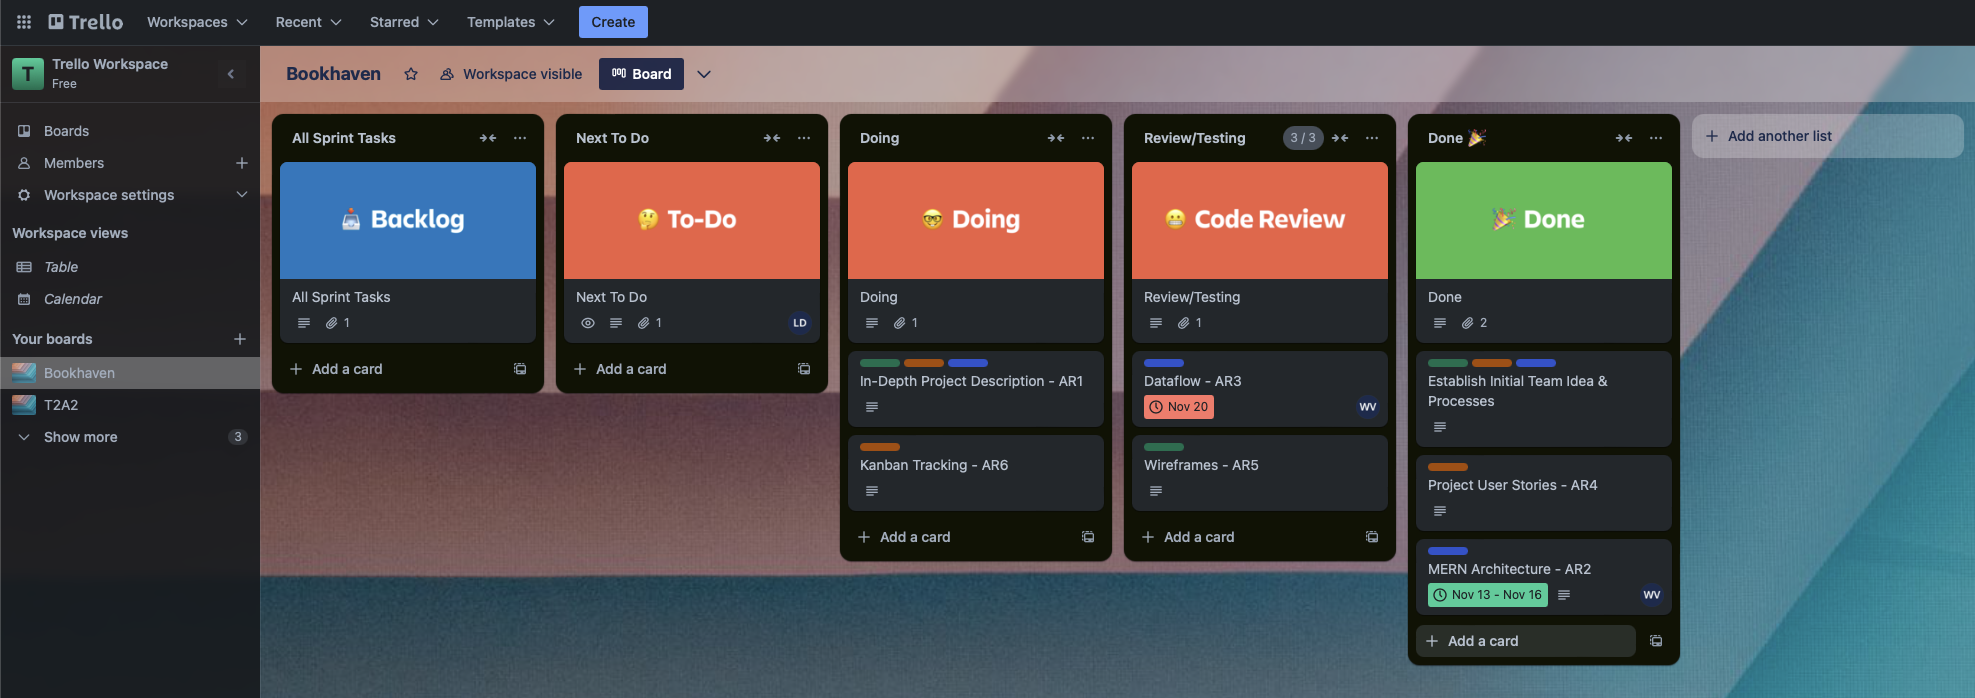 Trello
Workspaces
Recent
Starred
Templates
Create
T
Trello Workspace
Free
Boards
Members
Workspace settings
Workspace views
Table
Calendar
Your boards
Bookhaven
T2A2
Show more
3
Bookhaven
Workspace visible
Board
All Sprint Tasks
Backlog
All Sprint Tasks
1
Add a card
Next To Do
To-Do
Next To Do
1
LD
Add a card
Doing
Doing
Doing
1
In-Depth Project Description - AR1
Kanban Tracking - AR6
Add a card
Review/Testing
3 / 3
Code Review
Review/Testing
1
Dataflow - AR3
Nov 20
WV
Wireframes - AR5
Add a card
Done 🎉
Done
Done
2
Establish Initial Team Idea &
Processes
Project User Stories - AR4
MERN Architecture - AR2
Nov 13 - Nov 16
WV
Add a card
Add another list